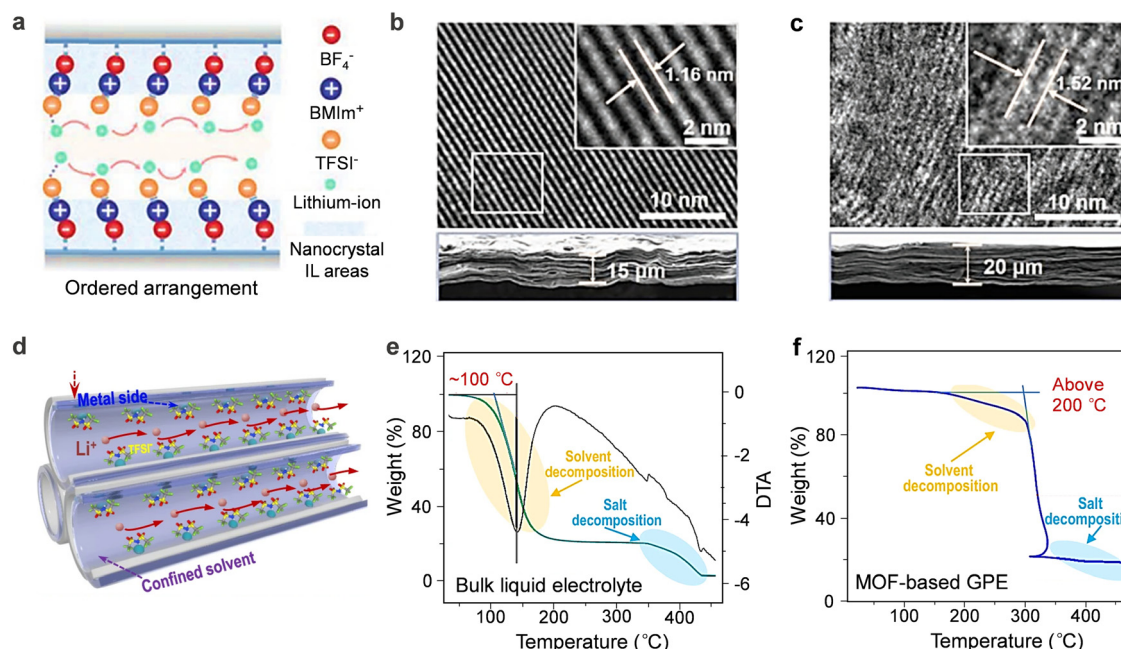 a
BF₄⁻
BMIm⁺
TFSI⁻
Lithium-ion
Nanocrystal
IL areas
Ordered arrangement
b
1.16 nm
2 nm
10 nm
15 μm
c
1.52 nm
2 nm
10 nm
20 μm
d
i
Metal side
Li⁺
TFSI⁻
Confined solvent
e
120
80
40
0
Weight (%)
~100 °C
Solvent
decomposition
Salt
decomposition
Bulk liquid electrolyte
0
-2
-4
-6
DTA
100
200
300
400
Temperature (°C)
f
120
80
40
0
Weight (%)
Above
200 °C
Solvent
decomposition
Salt
MOF-based GPE
0
100
200
300
400
Temperature (°C)